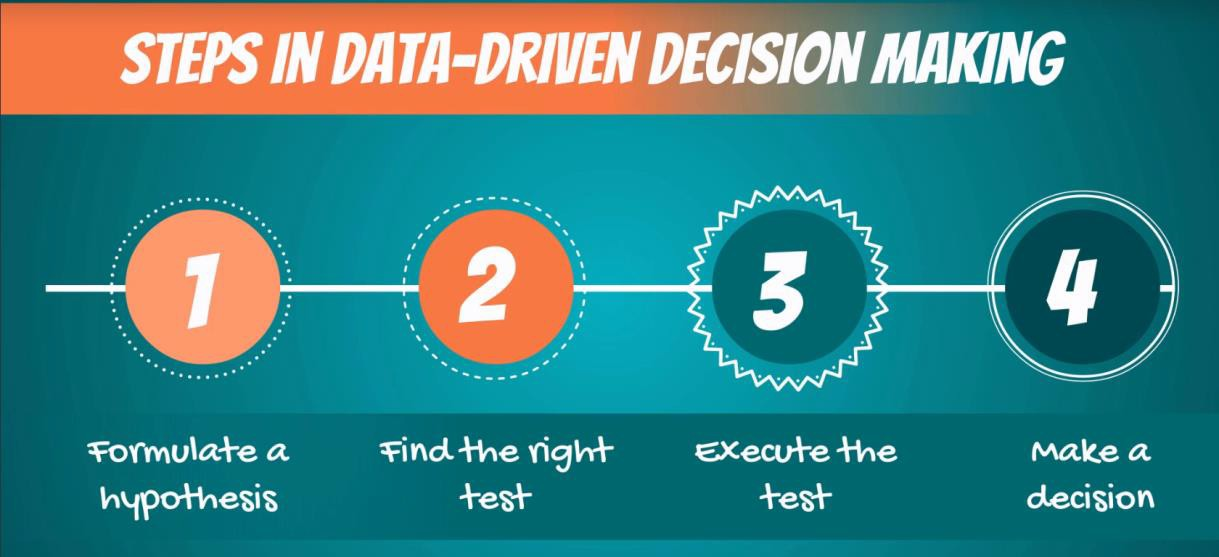 STEPS IN DATA-DRIVEN DECISION MAKING
1
2
3
4
Formulate a
hypothesis
Find the right
test
Execute the
test
Make a
decision